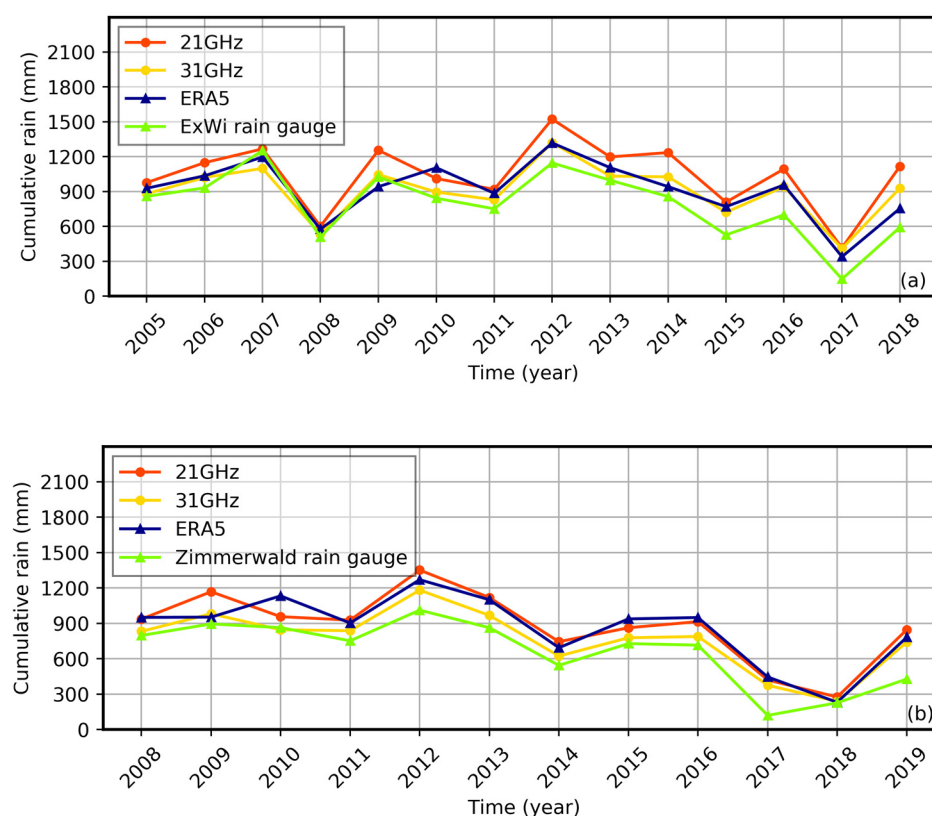 2100
1800
1500
1200
900
600
300
0
Cumulative rain (mm)
21GHz
31GHz
ERA5
ExWi rain gauge
(a)
2005 2006 2007 2008 2009 2010 2011 2012 2013 2014 2015 2016 2017 2018
Time (year)
2100
1800
1500
1200
900
600
300
0
Cumulative rain (mm)
21GHz
31GHz
ERA5
Zimmerwald rain gauge
(b)
2008 2009 2010 2011 2012 2013 2014 2015 2016 2017 2018 2019
Time (year)